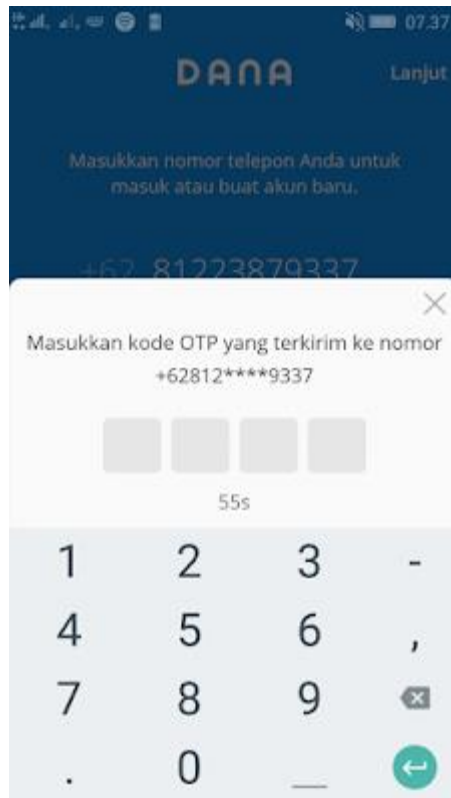 07.37
DANA
Lanjut
Masukkan nomor telepon Anda untuk
masuk atau buat akun baru.
+62 81223879337
Masukkan kode OTP yang terkirim ke nomor
+62812****9337
55s
1 2 3 -
4 5 6 ,
7 8 9
. 0 _